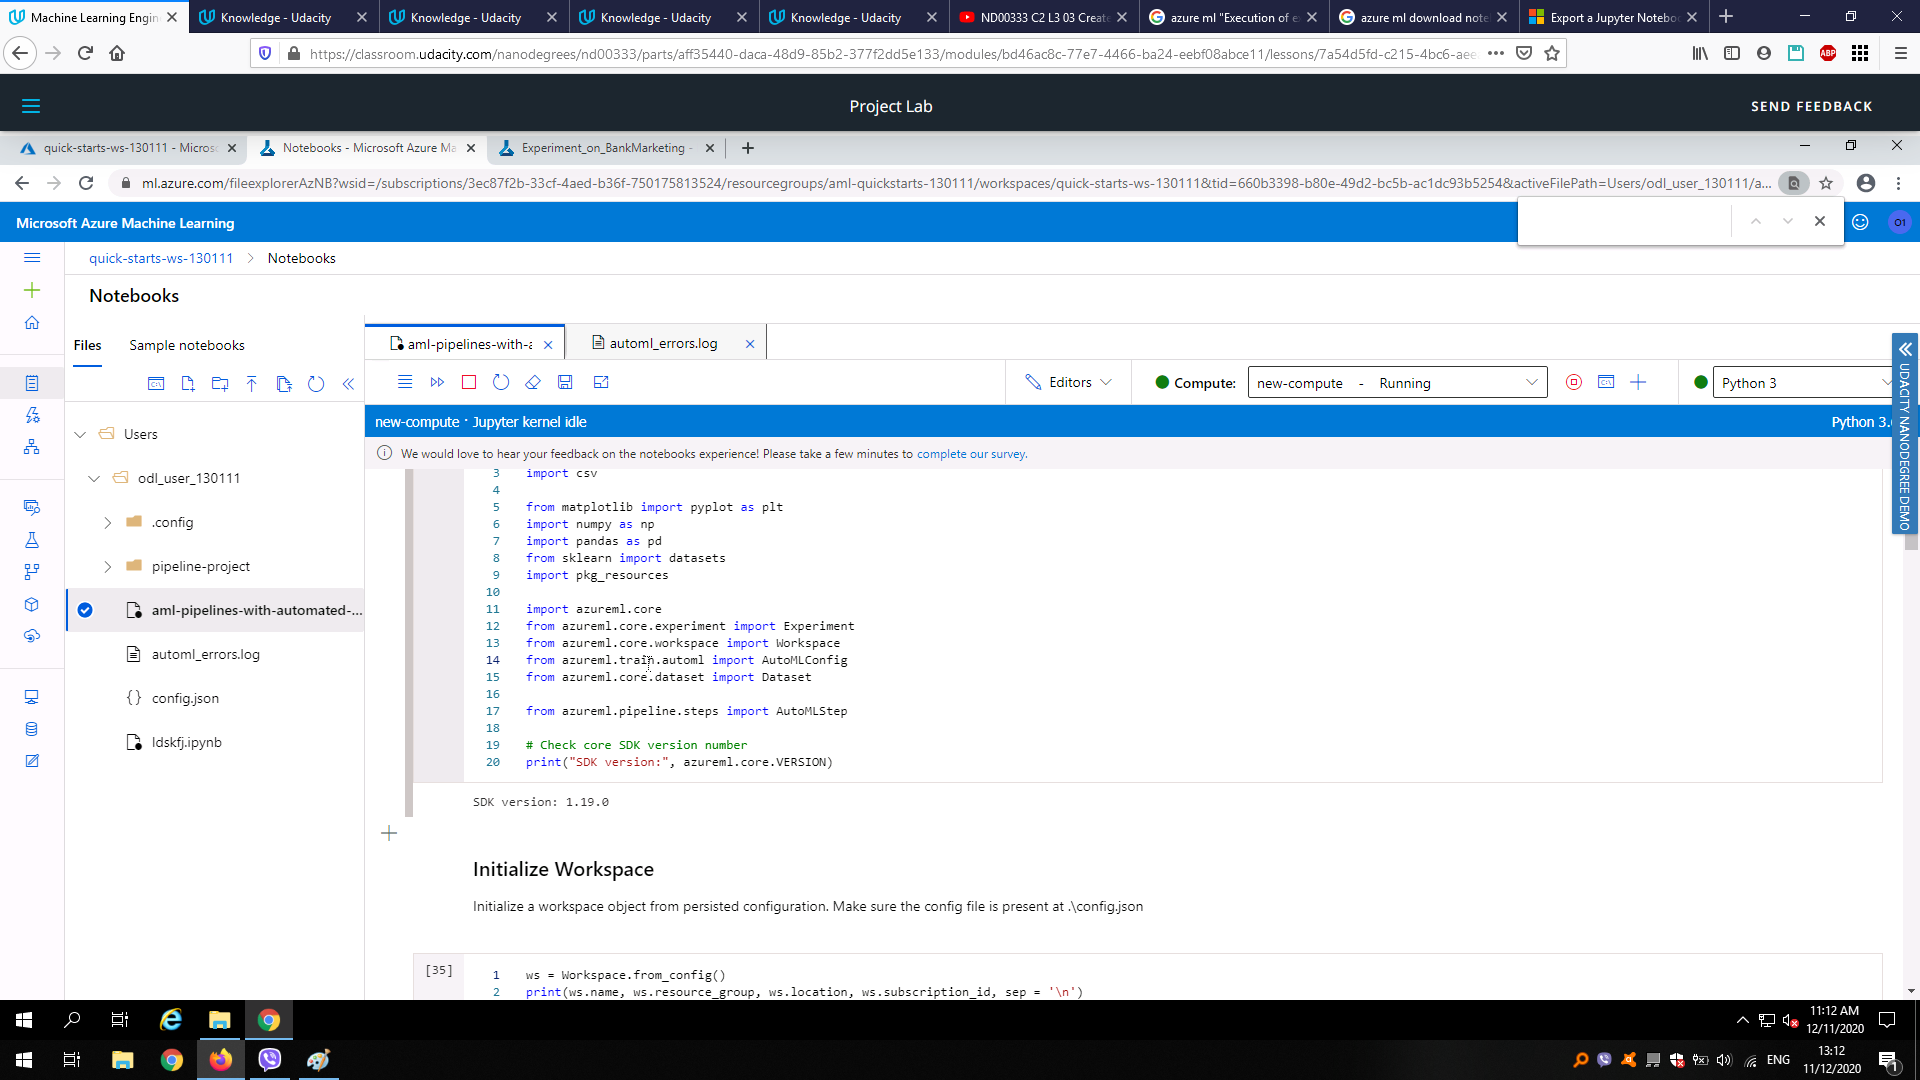 Machine Learning Engin
Knowledge - Udacity
Knowledge - Udacity
Knowledge - Udacity
Knowledge - Udacity
ND00333 C2 L3 03 Create
azure ml "Execution of e
azure ml download note
Export a Jupyter Notebo
https://classroom.udacity.com/nanodegrees/nd00333/parts/aff35440-daca-48d9-85b2-377f2dd5e133/modules/bd46ac8c-77e7-4466-ba24-eebf08abce11/lessons/7a54d5fd-c215-4bc6-aee
ABP
Project Lab
SEND FEEDBACK
quick-starts-ws-130111 - Micros
Notebooks - Microsoft Azure Ma
Experiment_on_BankMarketing -
ml.azure.com/fileexplorerAzNB?wsid=/subscriptions/3ec87f2b-33cf-4aed-b36f-750175813524/resourcegroups/aml-quickstarts-130111/workspaces/quick-starts-ws-130111&tid=660b3398-b80e-49d2-bc5b-ac1dc93b5254&activeFilePath=Users/odl_user_130111/a...
Microsoft Azure Machine Learning
O1
quick-starts-ws-130111 > Notebooks
Notebooks
Files
Sample notebooks
aml-pipelines-with-a
automl_errors.log
Editors
Compute:
new-compute - Running
Python 3
new-compute · Jupyter kernel idle
Python 3.
We would love to hear your feedback on the notebooks experience! Please take a few minutes to complete our survey.
UDACITY NANODEGREE DEMO
Users
odl_user_130111
.config
pipeline-project
aml-pipelines-with-automated-...
automl_errors.log
config.json
ldskfj.ipynb
3 import csv
4
5 from matplotlib import pyplot as plt
6 import numpy as np
7 import pandas as pd
8 from sklearn import datasets
9 import pkg_resources
10
11 import azureml.core
12 from azureml.core.experiment import Experiment
13 from azureml.core.workspace import Workspace
14 from azureml.train.automl import AutoMLConfig
15 from azureml.core.dataset import Dataset
16
17 from azureml.pipeline.steps import AutoMLStep
18
19 # Check core SDK version number
20 print("SDK version:", azureml.core.VERSION)
SDK version: 1.19.0
Initialize Workspace
Initialize a workspace object from persisted configuration. Make sure the config file is present at .\config.json
[35]
1 ws = Workspace.from_config()
2 print(ws.name, ws.resource_group, ws.location, ws.subscription_id, sep = '\n')
11:12 AM
12/11/2020
ENG
13:12
11/12/2020
1